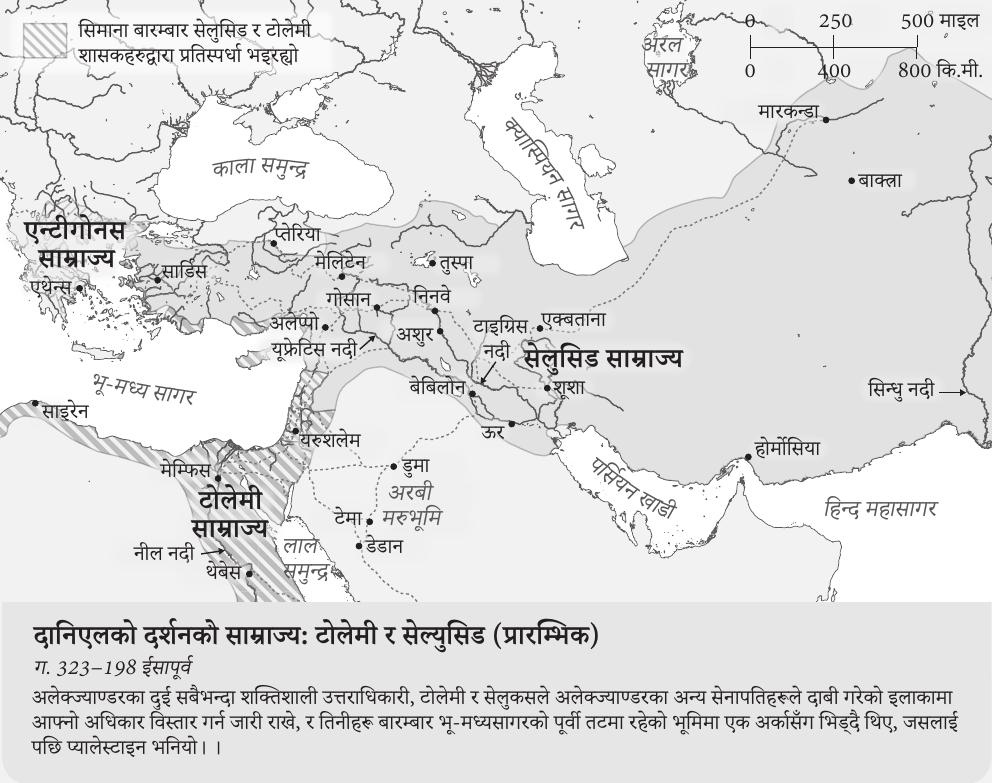 सिमाना बारम्बार सेलुसिड र टोलेमी
शासकहरुद्वारा प्रतिस्पर्धा भइरह्यो
0 250 500 माइल
0 400 800 कि.मी.
अरल
सागर
मारकन्डा
बाक्त्रा
क्यास्पियन सागर
काला समुन्द्र
एन्टीगोनस
साम्राज्य
एथेन्स
सार्डिस
प्तेरिया
मेलिटेन
तुस्पा
गोसान
निनवे
अलेप्पो
यूफ्रेटिस नदी
अशुर
टाइग्रिस
नदी
एक्बताना
सेलुसिड साम्राज्य
बेबिलोन
शूशा
सिन्धु नदी
भू-मध्य सागर
साइरेन
ऊर
यरुशलेम
होर्मोसिया
मेम्फिस
डुमा
अरबी
मरुभूमि
पर्सियन खाडी
हिन्द महासागर
टोलेमी
साम्राज्य
टेमा
डेडान
नील नदी
लाल
समुन्द्र
थेबेस
दानिएलको दर्शनको साम्राज्य: टोलेमी र सेल्युसिड (प्रारम्भिक)
ग. 323–198 ईसापूर्व
अलेक्ज्याण्डरका दुई सबैभन्दा शक्तिशाली उत्तराधिकारी, टोलेमी र सेलुकसले अलेक्ज्याण्डरका अन्य सेनापतिहरूले दाबी गरेको इलाकामा
आफ्नो अधिकार विस्तार गर्न जारी राखे, र तिनीहरू बारम्बार भू-मध्यसागरको पूर्वी तटमा रहेको भूमिमा एक अर्कासँग भिड्दै थिए, जसलाई
पछि प्यालेस्टाइन भनियो। ।